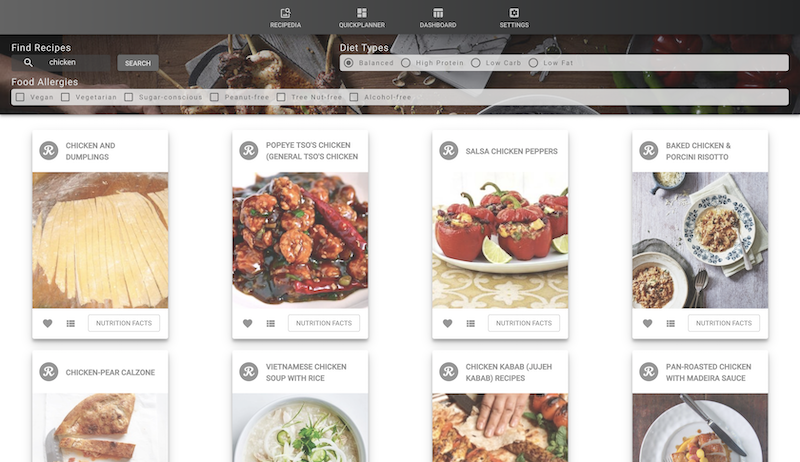 RECIPEDIA QUICKPLANNER DASHBOARD SETTINGS
Find Recipes
chicken SEARCH
Diet Types
Balanced High Protein Low Carb Low Fat
Food Allergies
Vegan Vegetarian Sugar-conscious Peanut-free Tree Nut-free Alcohol-free
R CHICKEN AND
DUMPLINGS
R POPEYE TSO'S CHICKEN
(GENERAL TSO'S CHICKEN
R SALSA CHICKEN PEPPERS
R BAKED CHICKEN &
PORCINI RISOTTO
NUTRITION FACTS
NUTRITION FACTS
NUTRITION FACTS
NUTRITION FACTS
R CHICKEN-PEAR CALZONE
R VIETNAMESE CHICKEN
SOUP WITH RICE
R CHICKEN KABAB (JUJEH
KABAB) RECIPES
R PAN-ROASTED CHICKEN
WITH MADEIRA SAUCE